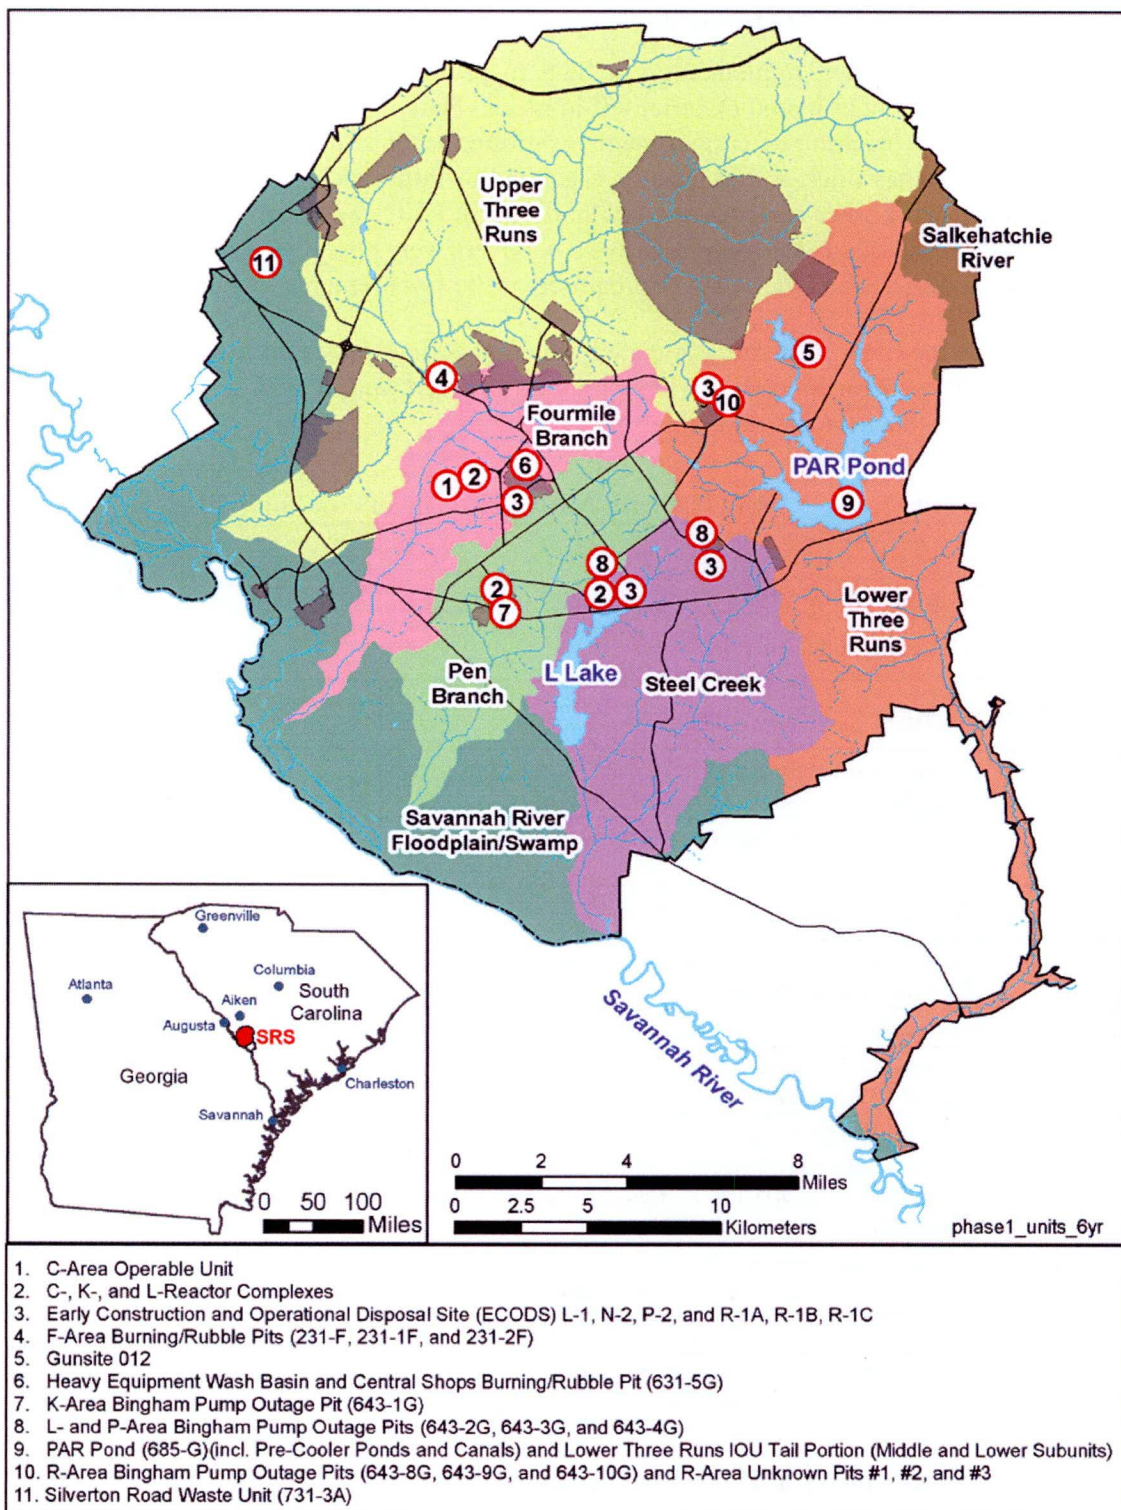 Upper
Three
Runs
Salkehatchie
River
11
5
4
3
10
Fourmile
Branch
PAR Pond
6
2
1
3
9
8
8
3
2
2
3
7
Lower
Three
Runs
Pen
Branch
L Lake
Steel Creek
Savannah River
Floodplain/Swamp
Savannah River
Greenville
Atlanta
Columbia
Aiken
South
Carolina
Augusta
SRS
Georgia
Charleston
Savannah
0 50 100
Miles
0 2 4 8
Miles
0 2.5 5 10
Kilometers
phase1_units_6yr
1. C-Area Operable Unit
2. C-, K-, and L-Reactor Complexes
3. Early Construction and Operational Disposal Site (ECODS) L-1, N-2, P-2, and R-1A, R-1B, R-1C
4. F-Area Burning/Rubble Pits (231-F, 231-1F, and 231-2F)
5. Gunsite 012
6. Heavy Equipment Wash Basin and Central Shops Burning/Rubble Pit (631-5G)
7. K-Area Bingham Pump Outage Pit (643-1G)
8. L- and P-Area Bingham Pump Outage Pits (643-2G, 643-3G, and 643-4G)
9. PAR Pond (685-G)(incl. Pre-Cooler Ponds and Canals) and Lower Three Runs IOU Tail Portion (Middle and Lower Subunits)
10. R-Area Bingham Pump Outage Pits (643-8G, 643-9G, and 643-10G) and R-Area Unknown Pits #1, #2, and #3
11. Silverton Road Waste Unit (731-3A)